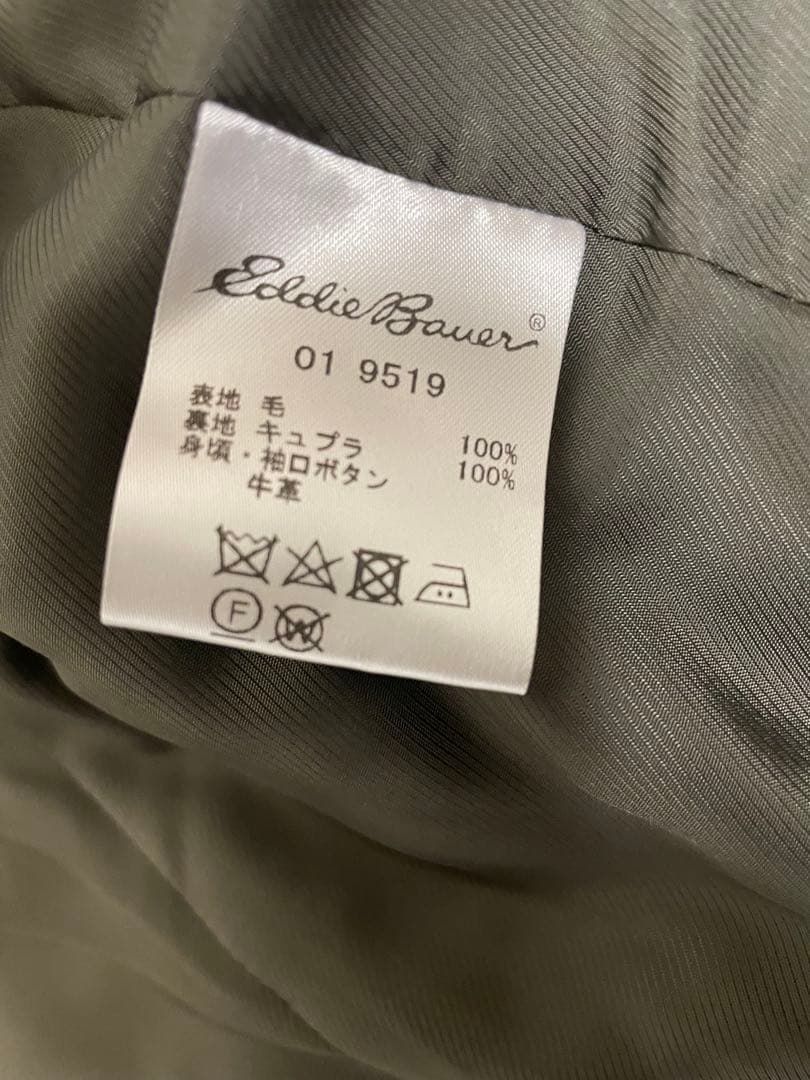 Eddie Bauer®
01 9519
表地 毛 100%
裏地 キュプラ 100%
身頃・袖口ボタン
牛革
F
W